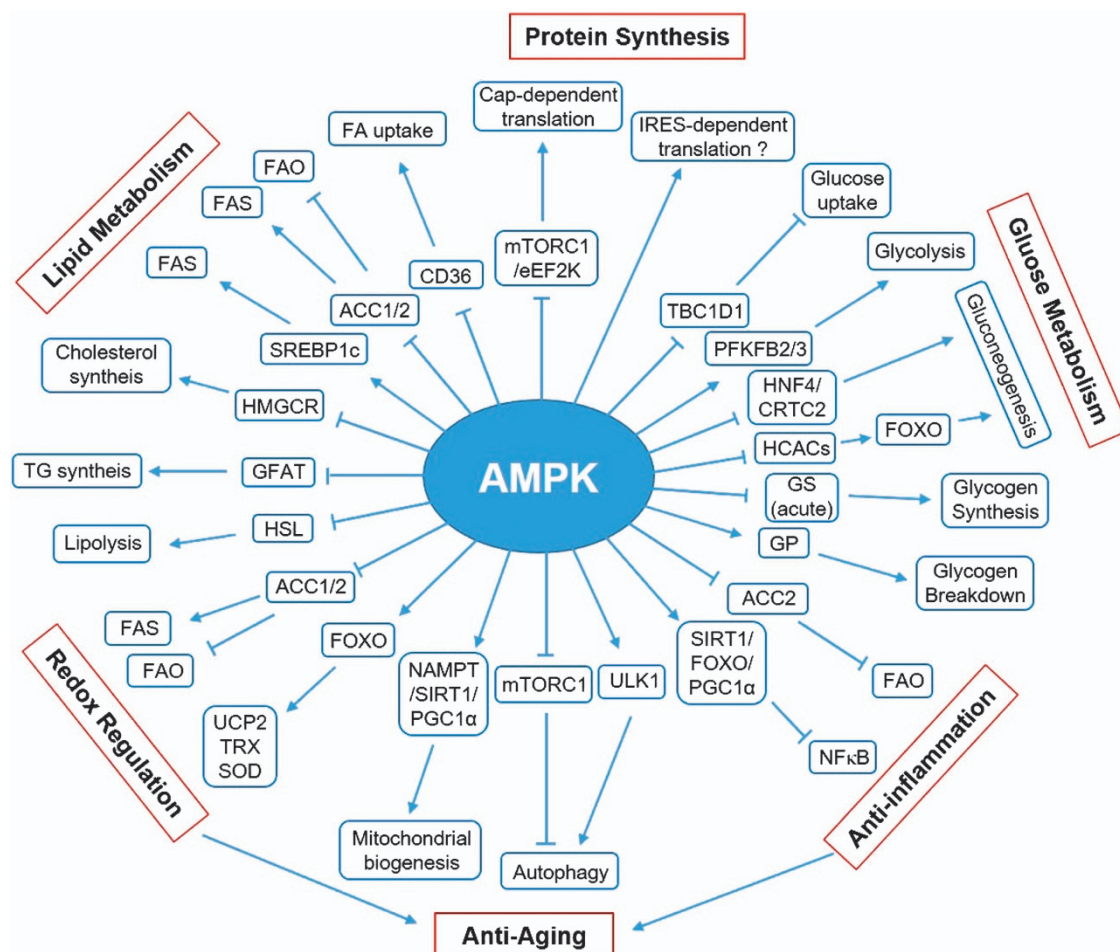 Protein Synthesis
Cap-dependent
translation
IRES-dependent
translation ?
FA uptake
FAO
FAS
FAS
Lipid Metabolism
Glucose
uptake
Glycolysis
Gluose Metabolism
Gluconeogenesis
mTORC1
/eEF2K
CD36
ACC1/2
SREBP1c
TBC1D1
PFKFB2/3
HNF4/
CRTC2
Cholesterol
syntheis
HMGCR
HCACs
FOXO
TG syntheis
GFAT
AMPK
GS
(acute)
Glycogen
Synthesis
Lipolysis
HSL
GP
Glycogen
Breakdown
ACC1/2
ACC2
FAS
FAO
FOXO
NAMPT
/SIRT1/
PGC1α
mTORC1
ULK1
SIRT1/
FOXO/
PGC1α
FAO
Redox Regulation
UCP2
TRX
SOD
NFκB
Anti-inflammation
Mitochondrial
biogenesis
Autophagy
Anti-Aging